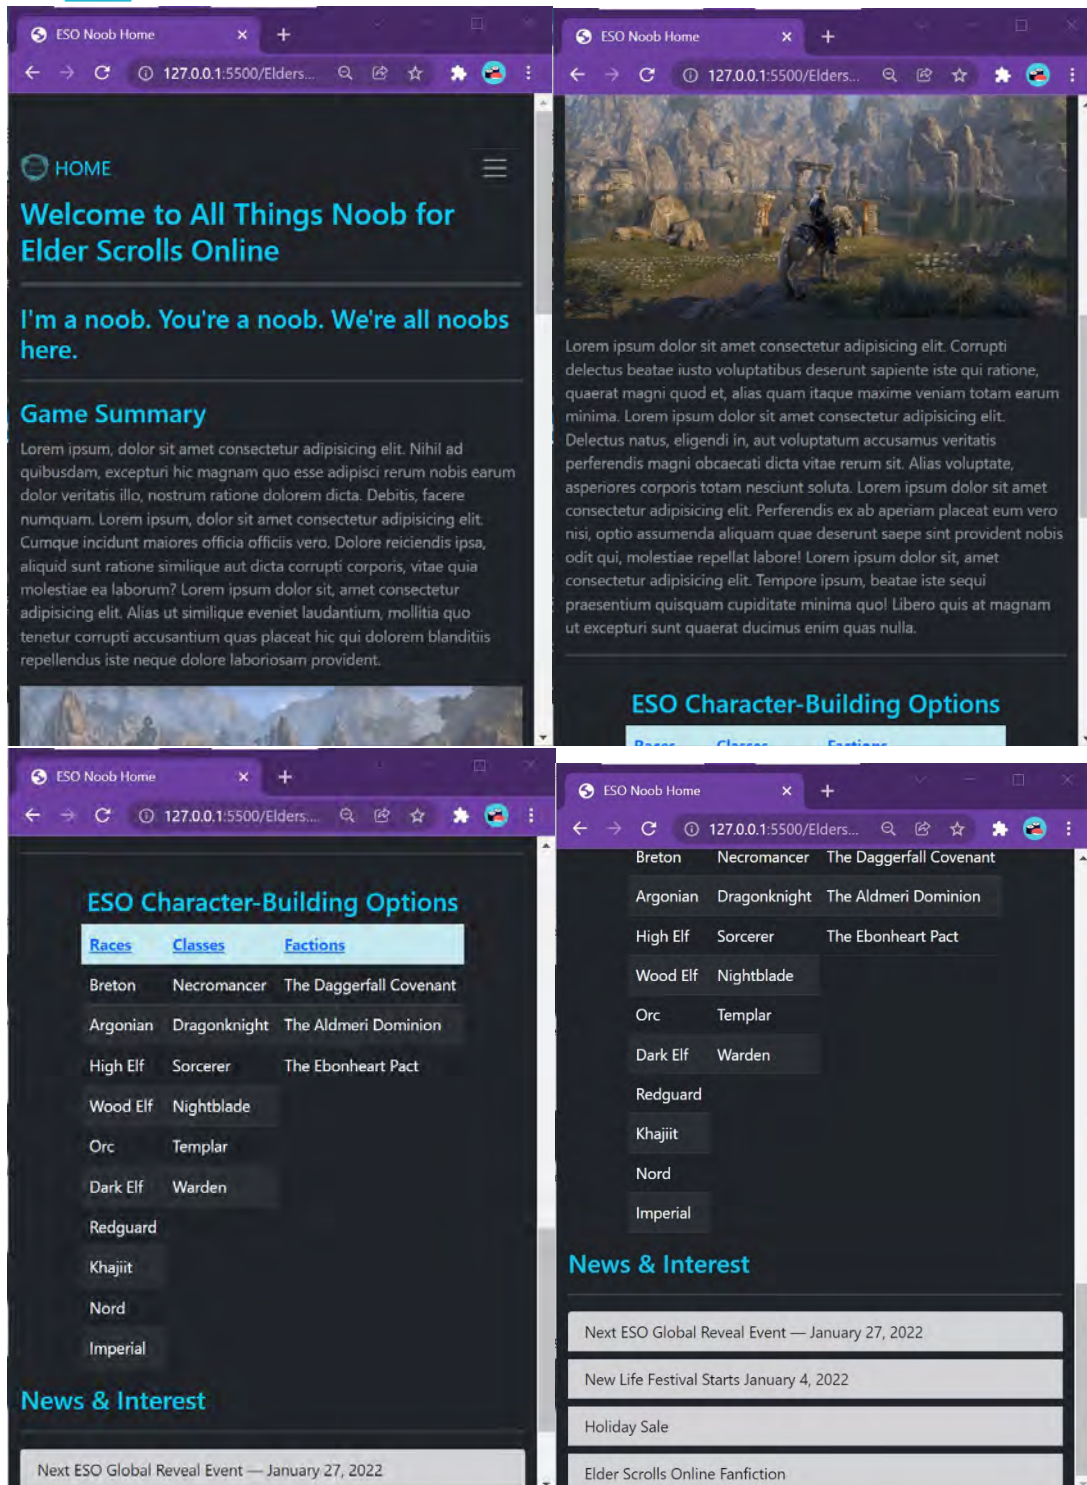 ESO Noob Home
127.0.0.1:5500/Elders...
HOME
Welcome to All Things Noob for
Elder Scrolls Online
I'm a noob. You're a noob. We're all noobs
here.
Game Summary
Lorem ipsum, dolor sit amet consectetur adipisicing elit. Nihil ad
quibusdam, excepturi hic magnam quo esse adipisci rerum nobis earum
dolor veritatis illo, nostrum ratione dolorem dicta. Debitis, facere
numquam. Lorem ipsum, dolor sit amet consectetur adipisicing elit.
Cumque incidunt maiores officia officiis vero. Dolore reiciendis ipsa,
aliquid sunt ratione similique aut dicta corrupti corporis, vitae quia
molestiae ea laborum? Lorem ipsum dolor sit, amet consectetur
adipisicing elit. Alias ut similique eveniet laudantium, mollitia quo
tenetur corrupti accusantium quas placeat hic qui dolorem blanditiis
repellendus iste neque dolore laboriosam provident.
ESO Noob Home
127.0.0.1:5500/Elders...
Lorem ipsum dolor sit amet consectetur adipisicing elit. Corrupti
delectus beatae iusto voluptatibus deserunt sapiente iste qui ratione,
quaerat magni quod et, alias quam itaque maxime veniam totam earum
minima. Lorem ipsum dolor sit amet consectetur adipisicing elit.
Delectus natus, eligendi in, aut voluptatum accusamus veritatis
perferendis magni obcaecati dicta vitae rerum sit. Alias voluptate,
asperiores corporis totam nesciunt soluta. Lorem ipsum dolor sit amet
consectetur adipisicing elit. Perferendis ex ab aperiam placeat eum vero
nisi, optio assumenda aliquam quae deserunt saepe sint provident nobis
odit qui, molestiae repellat labore! Lorem ipsum dolor sit, amet
consectetur adipisicing elit. Tempore ipsum, beatae iste sequi
praesentium quisquam cupiditate minima quo! Libero quis at magnam
ut excepturi sunt quaerat ducimus enim quas nulla.
ESO Character-Building Options
Races Classes Factions
ESO Noob Home
127.0.0.1:5500/Elders...
ESO Character-Building Options
Races Classes Factions
Breton Necromancer The Daggerfall Covenant
Argonian Dragonknight The Aldmeri Dominion
High Elf Sorcerer The Ebonheart Pact
Wood Elf Nightblade
Orc Templar
Dark Elf Warden
Redguard
Khajiit
Nord
Imperial
News & Interest
Next ESO Global Reveal Event — January 27, 2022
ESO Noob Home
127.0.0.1:5500/Elders...
Breton Necromancer The Daggerfall Covenant
Argonian Dragonknight The Aldmeri Dominion
High Elf Sorcerer The Ebonheart Pact
Wood Elf Nightblade
Orc Templar
Dark Elf Warden
Redguard
Khajiit
Nord
Imperial
News & Interest
Next ESO Global Reveal Event — January 27, 2022
New Life Festival Starts January 4, 2022
Holiday Sale
Elder Scrolls Online Fanfiction